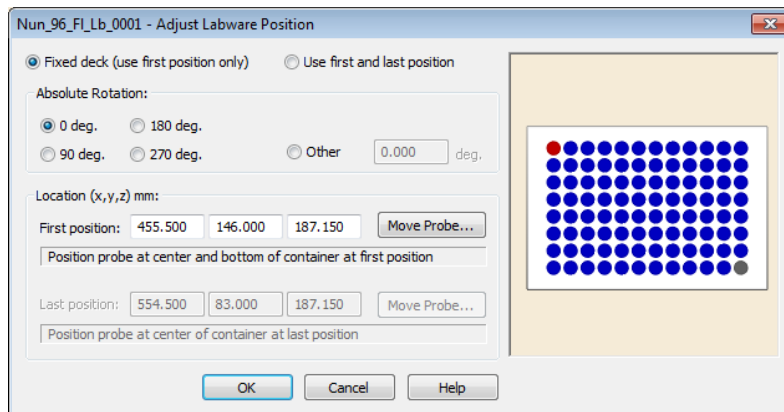 Nun_96_Fl_Lb_0001 - Adjust Labware Position
Fixed deck (use first position only) Use first and last position
Absolute Rotation:
0 deg. 180 deg.
90 deg. 270 deg. Other 0.000 deg.
Location (x,y,z) mm:
First position: 455.500 146.000 187.150 Move Probe...
Position probe at center and bottom of container at first position
Last position: 554.500 83.000 187.150 Move Probe...
Position probe at center of container at last position
OK Cancel Help